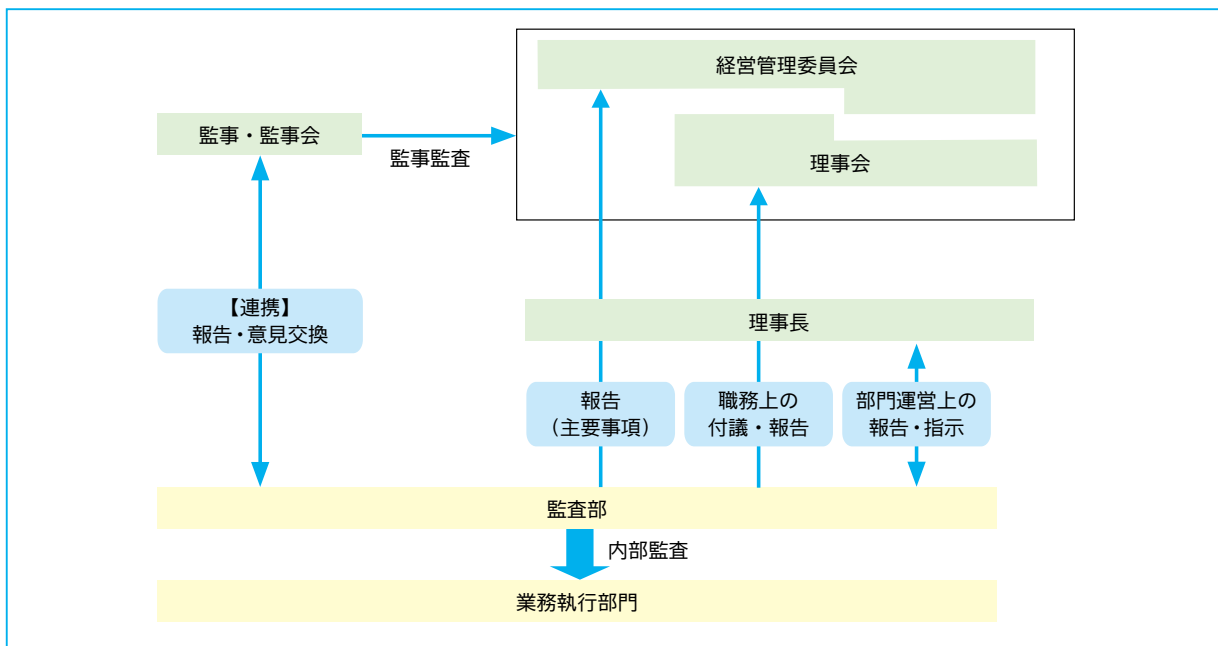 経営管理委員会
監事・監事会
監事監査
理事会
【連携】
報告・意見交換
理事長
報告
(主要事項)
職務上の
付議・報告
部門運営上の
報告・指示
監査部
内部監査
業務執行部門